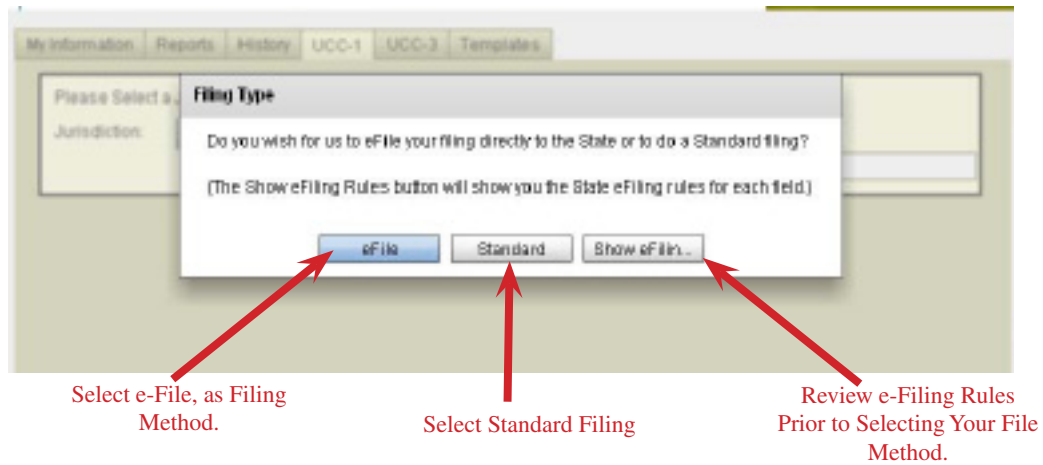 My Information Reports History UCC-1 UCC-3 Templates
Please Select a
Filing Type
Jurisdiction:
Do you wish for us to eFile your filing directly to the State or to do a Standard filing?
(The Show eFiling Rules button will show you the State eFiling rules for each field.)
eFile Standard Show eFilin...
Select e-File, as Filing
Method.
Select Standard Filing
Review e-Filing Rules
Prior to Selecting Your File
Method.